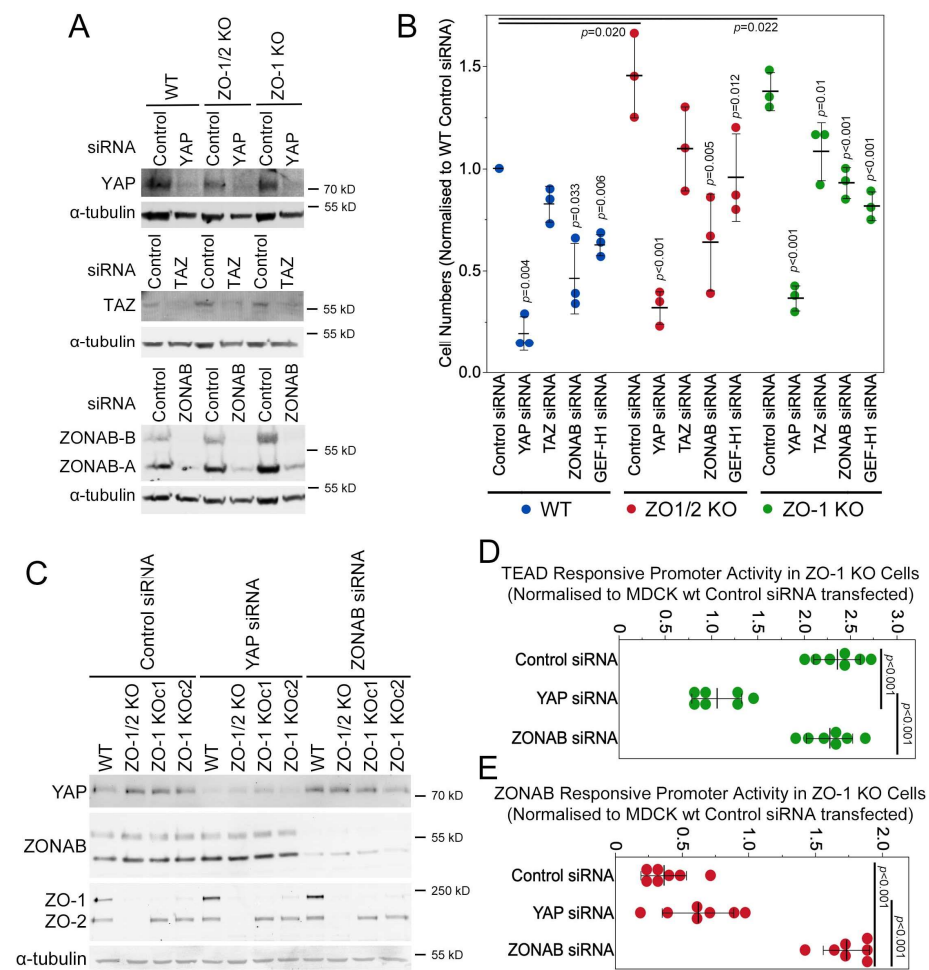 A
WT
ZO-1/2 KO
ZO-1 KO
siRNA
Control
YAP
Control
YAP
Control
YAP
YAP
70 kD
α-tubulin
55 kD
siRNA
Control
TAZ
Control
TAZ
Control
TAZ
TAZ
55 kD
α-tubulin
55 kD
siRNA
Control
ZONAB
Control
ZONAB
Control
ZONAB
ZONAB-B
55 kD
ZONAB-A
α-tubulin
55 kD
B
Cell Numbers (Normalised to WT Control siRNA)
1.5
1.0
0.5
0.0
p=0.020
p=0.022
p=0.004
p=0.033
p=0.006
p<0.001
p=0.005
p=0.012
p<0.001
p=0.01
p<0.001
p<0.001
Control siRNA
YAP siRNA
TAZ siRNA
ZONAB siRNA
GEF-H1 siRNA
Control siRNA
YAP siRNA
TAZ siRNA
ZONAB siRNA
GEF-H1 siRNA
Control siRNA
YAP siRNA
TAZ siRNA
ZONAB siRNA
GEF-H1 siRNA
WT
ZO1/2 KO
ZO-1 KO
C
Control siRNA
YAP siRNA
ZONAB siRNA
WT
ZO-1/2 KO
ZO-1 KOc1
ZO-1 KOc2
WT
ZO-1/2 KO
ZO-1 KOc1
ZO-1 KOc2
WT
ZO-1/2 KO
ZO-1 KOc1
ZO-1 KOc2
YAP
70 kD
ZONAB
55 kD
ZO-1
250 kD
ZO-2
α-tubulin
55 kD
D
TEAD Responsive Promoter Activity in ZO-1 KO Cells
(Normalised to MDCK wt Control siRNA transfected)
0 0.5 1.0 1.5 2.0 2.5 3.0
Control siRNA
YAP siRNA
ZONAB siRNA
p<0.001
p<0.001
E
ZONAB Responsive Promoter Activity in ZO-1 KO Cells
(Normalised to MDCK wt Control siRNA transfected)
0 0.5 1.0 1.5 2.0
Control siRNA
YAP siRNA
ZONAB siRNA
p<0.001
p<0.001